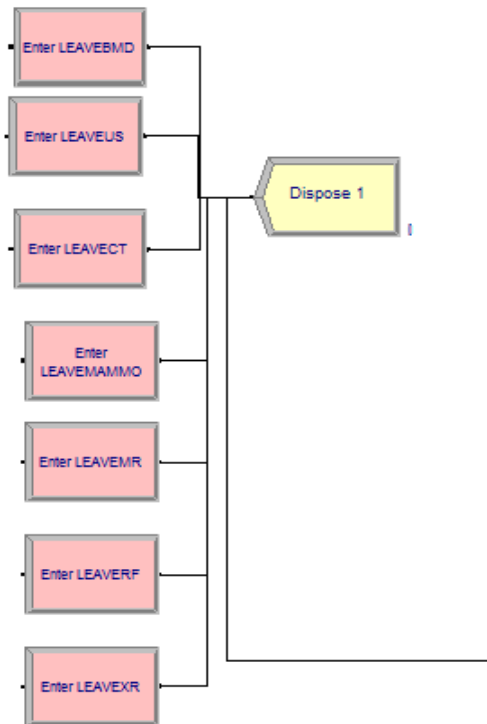 Enter LEAVEBMD
Enter LEAVEUS
Dispose 1
Enter LEAVECT
Enter
LEAVEMAMMO
Enter LEAVEMR
Enter LEAVERF
Enter LEAVEXR